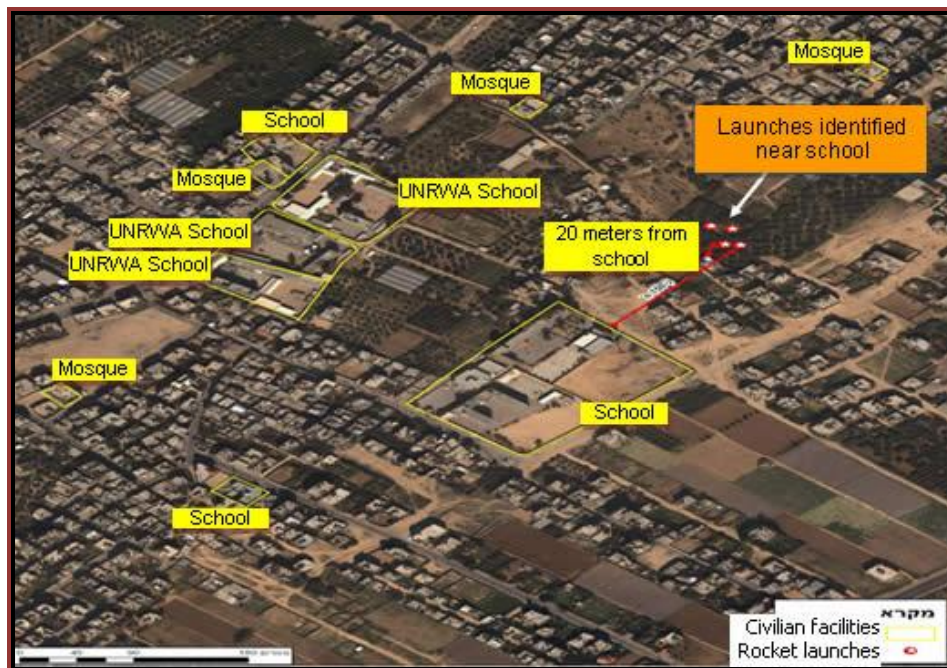 Mosque
Mosque
School
Launches identified
near school
Mosque
UNRWA School
UNRWA School
20 meters from
school
UNRWA School
Mosque
School
School
מקרא
Civilian facilities
Rocket launches